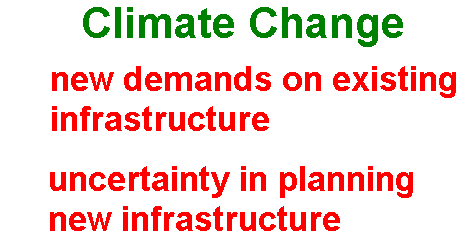 Climate Change
new demands on existing
infrastructure
uncertainty in planning
new infrastructure